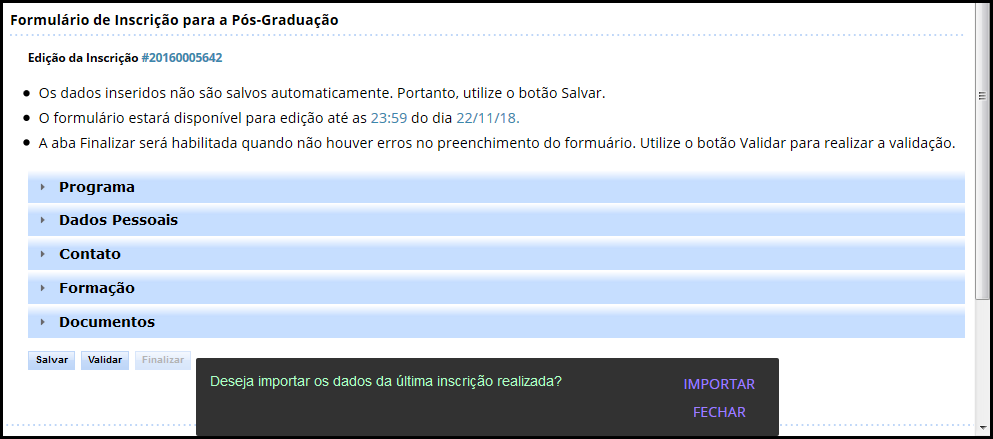 Formulário de Inscrição para a Pós-Graduação
Edição da Inscrição #20160005642
Os dados inseridos não são salvos automaticamente. Portanto, utilize o botão Salvar.
O formulário estará disponível para edição até as 23:59 do dia 22/11/18.
A aba Finalizar será habilitada quando não houver erros no preenchimento do formuário. Utilize o botão Validar para realizar a validação.
Programa
Dados Pessoais
Contato
Formação
Documentos
Salvar Validar Finalizar
Deseja importar os dados da última inscrição realizada? IMPORTAR
FECHAR